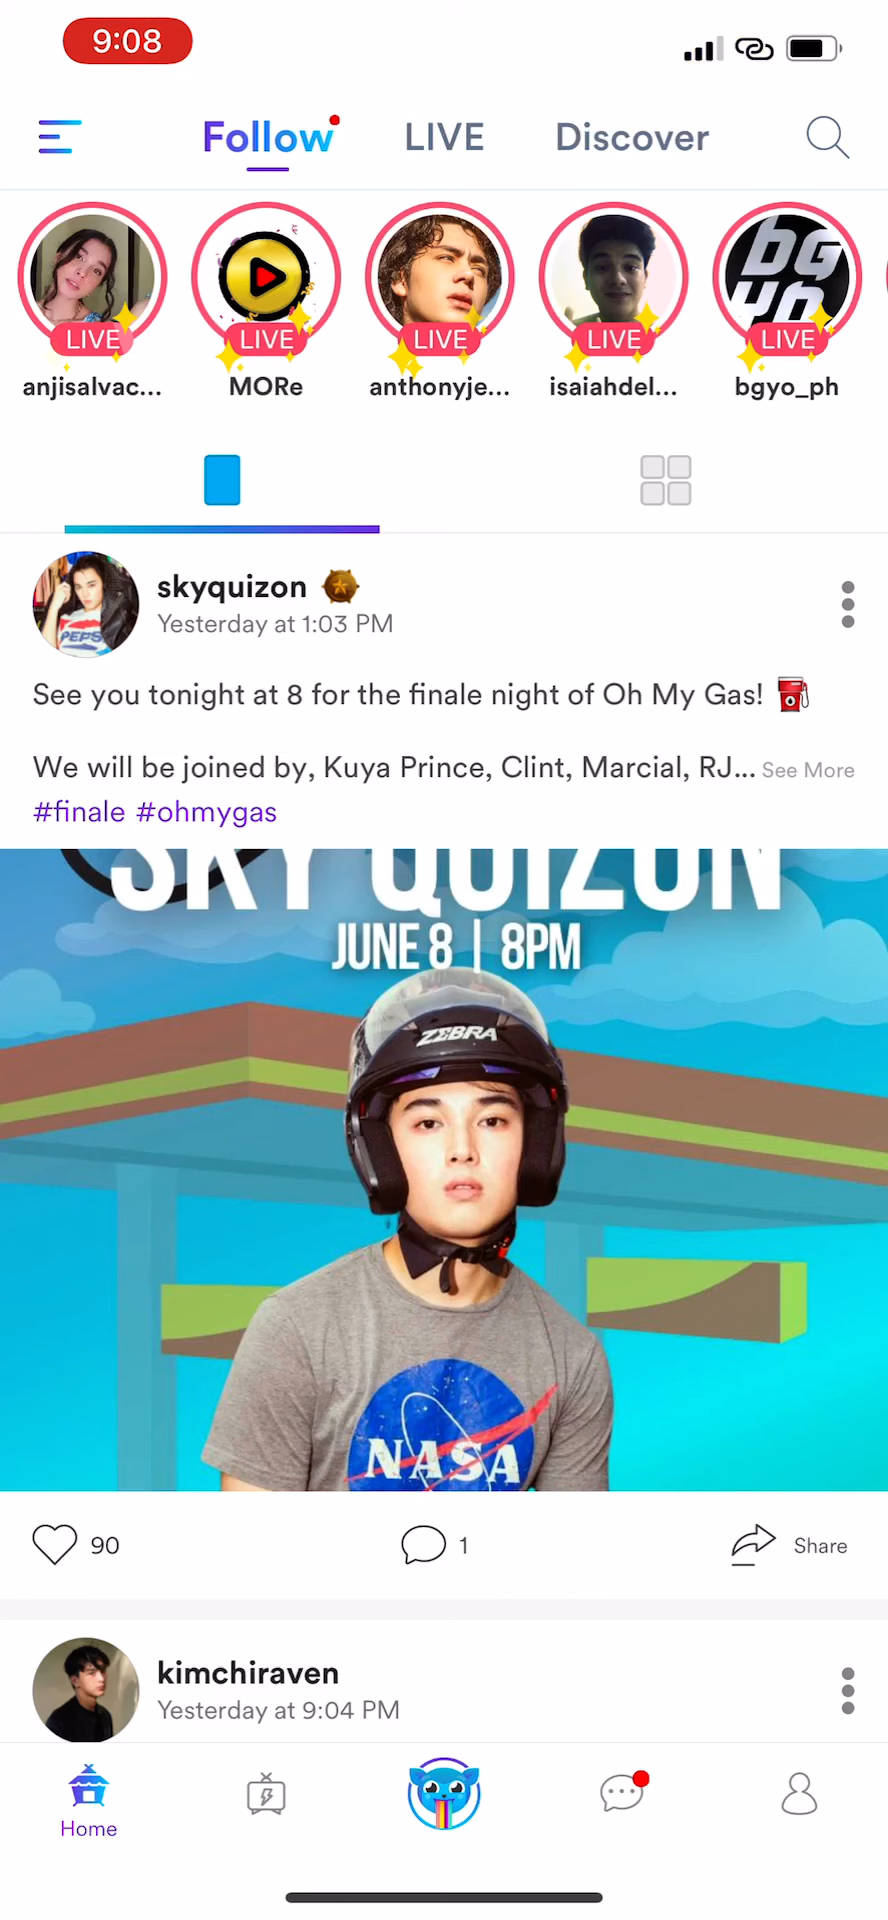 9:08
Follow LIVE Discover
LIVE LIVE LIVE LIVE LIVE
anjisalvac... MORe anthonyje... isaiahdel... bgyo_ph
BG
YO
skyquizon
Yesterday at 1:03 PM
PEPSI
See you tonight at 8 for the finale night of Oh My Gas!
We will be joined by, Kuya Prince, Clint, Marcial, RJ... See More
#finale #ohmygas
SKY QUIZON
JUNE 8 | 8PM
ZEBRA
NASA
90 1 Share
kimchiraven
Yesterday at 9:04 PM
Home